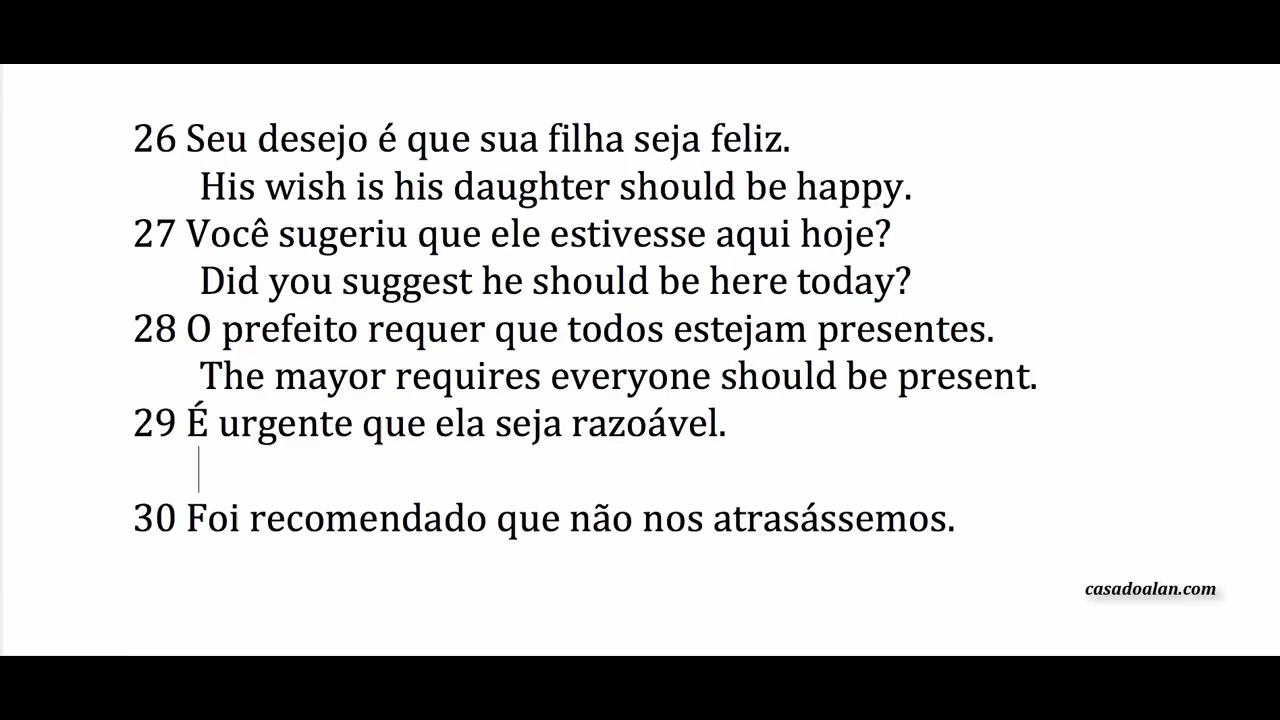 26 Seu desejo é que sua filha seja feliz.
His wish is his daughter should be happy.
27 Você sugeriu que ele estivesse aqui hoje?
Did you suggest he should be here today?
28 O prefeito requer que todos estejam presentes.
The mayor requires everyone should be present.
29 É urgente que ela seja razoável.
30 Foi recomendado que não nos atrasássemos.
casadoalan.com